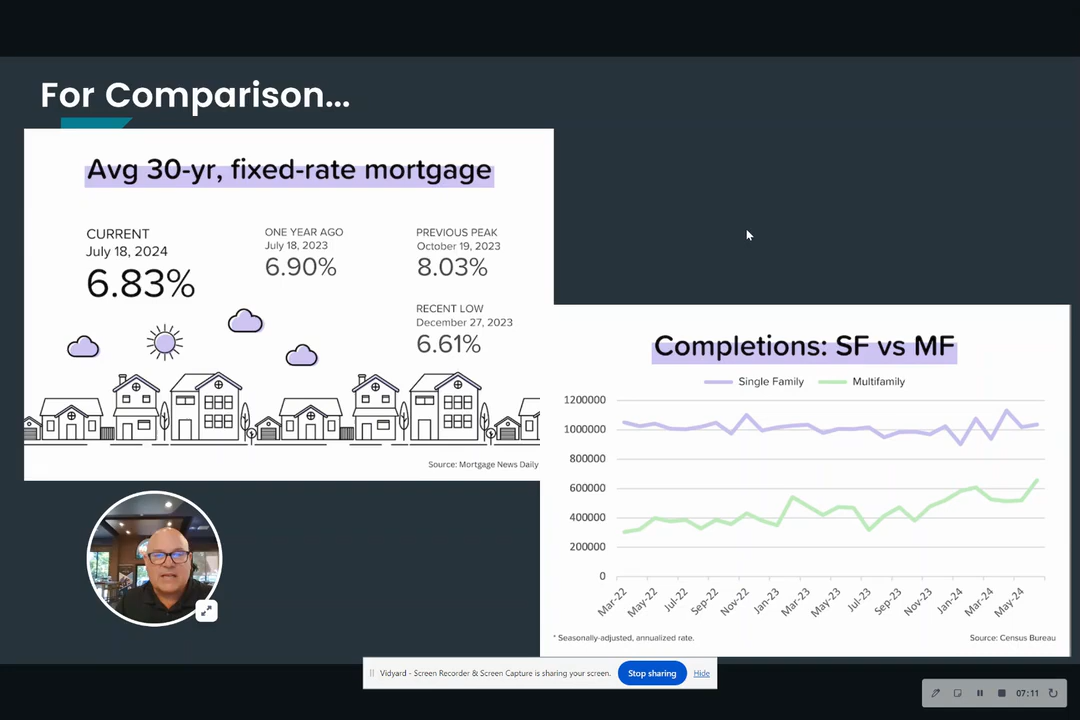 For Comparison...
Avg 30-yr, fixed-rate mortgage
CURRENT
July 18, 2024
6.83%
ONE YEAR AGO
July 18, 2023
6.90%
PREVIOUS PEAK
October 19, 2023
8.03%
RECENT LOW
December 27, 2023
6.61%
Source: Mortgage News Daily
Completions: SF vs MF
Single Family
Multifamily
1200000
1000000
800000
600000
400000
200000
0
Mar-22
May-22
Jul-22
Sep-22
Nov-22
Jan-23
Mar-23
May-23
Jul-23
Sep-23
Nov-23
Jan-24
Mar-24
May-24
* Seasonally-adjusted, annualized rate.
Source: Census Bureau
Vidyard - Screen Recorder & Screen Capture is sharing your screen.
Stop sharing
Hide
07:11